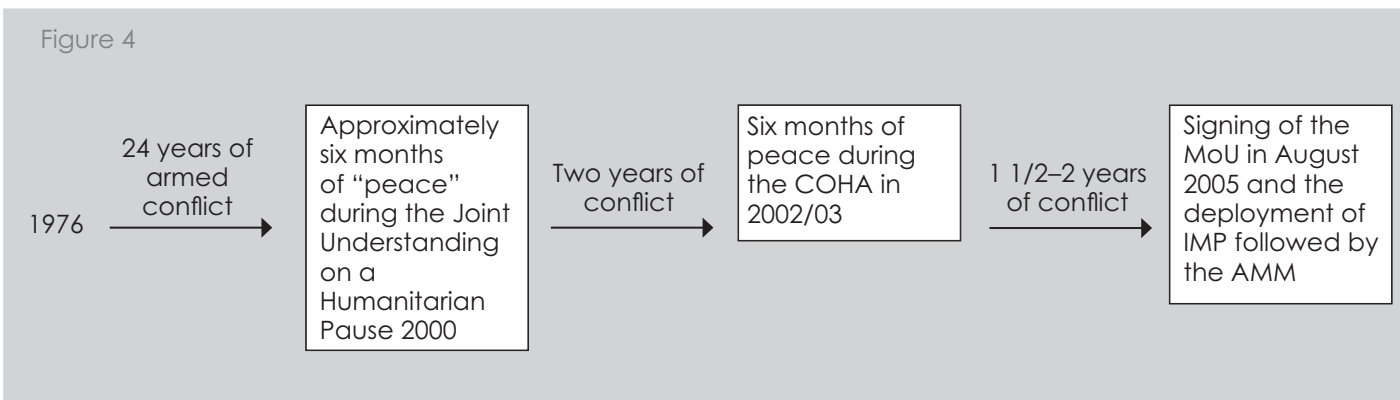 Figure 4
1976
24 years of
armed
conflict
Approximately
six months
of “peace”
during the Joint
Understanding
on a
Humanitarian
Pause 2000
Two years of
conflict
Six months of
peace during
the COHA in
2002/03
1 1/2–2 years
of conflict
Signing of the
MoU in August
2005 and the
deployment of
IMP followed by
the AMM